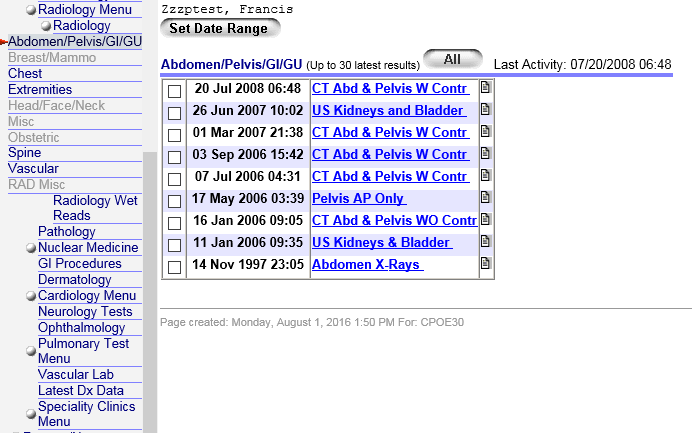 Radiology Menu
Radiology
Abdomen/Pelvis/GI/GU
Breast/Mammo
Chest
Extremities
Head/Face/Neck
Misc
Obstetric
Spine
Vascular
RAD Misc
Radiology Wet
Reads
Pathology
Nuclear Medicine
GI Procedures
Dermatology
Cardiology Menu
Neurology Tests
Ophthalmology
Pulmonary Test
Menu
Vascular Lab
Latest Dx Data
Speciality Clinics
Menu
Zzzptest, Francis
Set Date Range
Abdomen/Pelvis/GI/GU (Up to 30 latest results) All Last Activity: 07/20/2008 06:48
20 Jul 2008 06:48 CT Abd & Pelvis W Contr
26 Jun 2007 10:02 US Kidneys and Bladder
01 Mar 2007 21:38 CT Abd & Pelvis W Contr
03 Sep 2006 15:42 CT Abd & Pelvis W Contr
07 Jul 2006 04:31 CT Abd & Pelvis W Contr
17 May 2006 03:39 Pelvis AP Only
16 Jan 2006 09:05 CT Abd & Pelvis WO Contr
11 Jan 2006 09:35 US Kidneys & Bladder
14 Nov 1997 23:05 Abdomen X-Rays
Page created: Monday, August 1, 2016 1:50 PM For: CPOE30